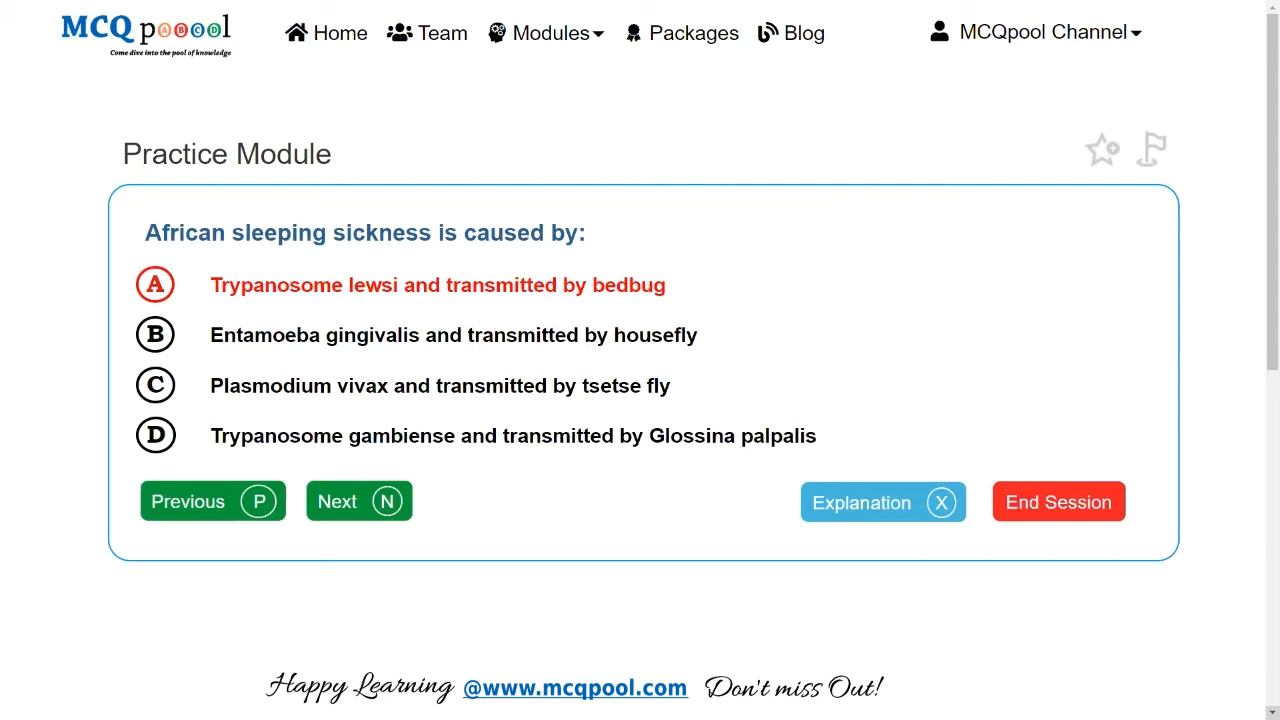 MCQ pABCDl
Come dive into the pool of knowledge
Home Team Modules Packages Blog MCQpool Channel
Practice Module
African sleeping sickness is caused by:
A Trypanosome lewsi and transmitted by bedbug
B Entamoeba gingivalis and transmitted by housefly
C Plasmodium vivax and transmitted by tsetse fly
D Trypanosome gambiense and transmitted by Glossina palpalis
Previous P Next N Explanation X End Session
Happy Learning @www.mcqpool.com Don't miss Out!